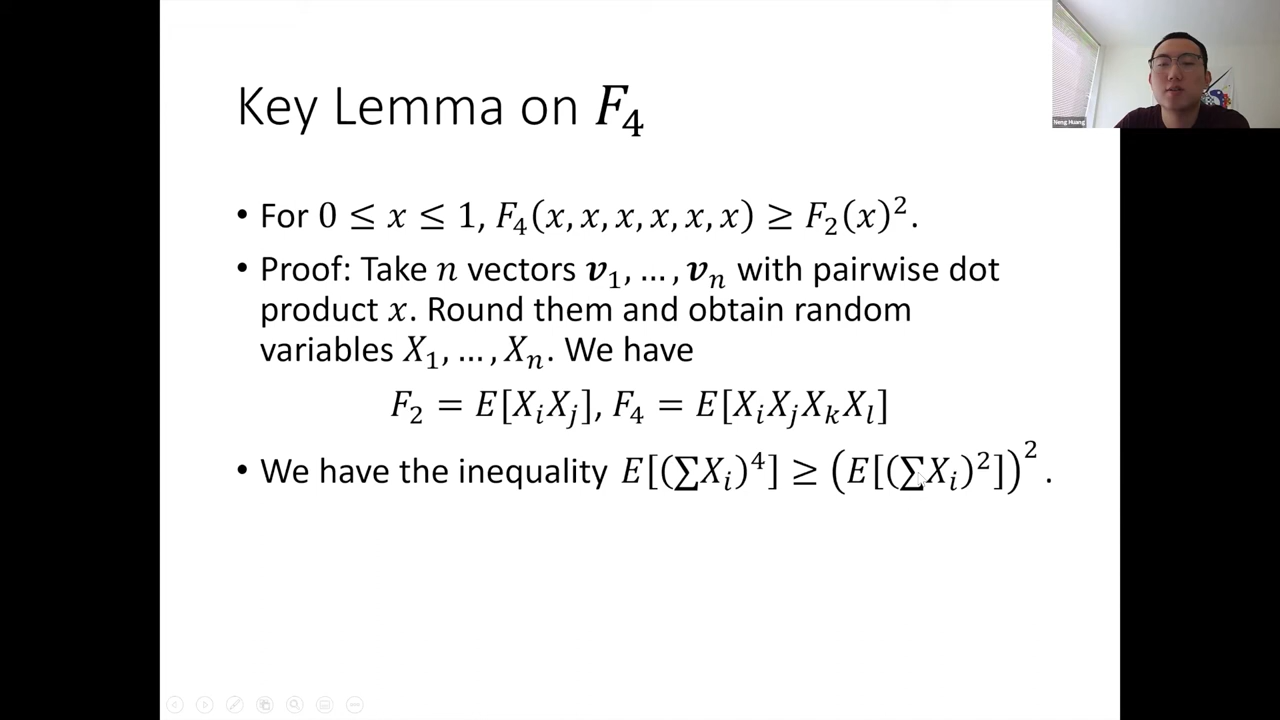 Key Lemma on F₄
Neng Huang
• For 0 ≤ x ≤ 1, F₄(x, x, x, x, x, x) ≥ F₂(x)².
• Proof: Take n vectors 𝒗₁, … , 𝒗ₙ with pairwise dot
product x. Round them and obtain random
variables X₁, … , Xₙ. We have
F₂ = E[XᵢXⱼ], F₄ = E[XᵢXⱼXₖXₗ]
• We have the inequality E[(∑Xᵢ)⁴] ≥ (E[(∑Xᵢ)²])².